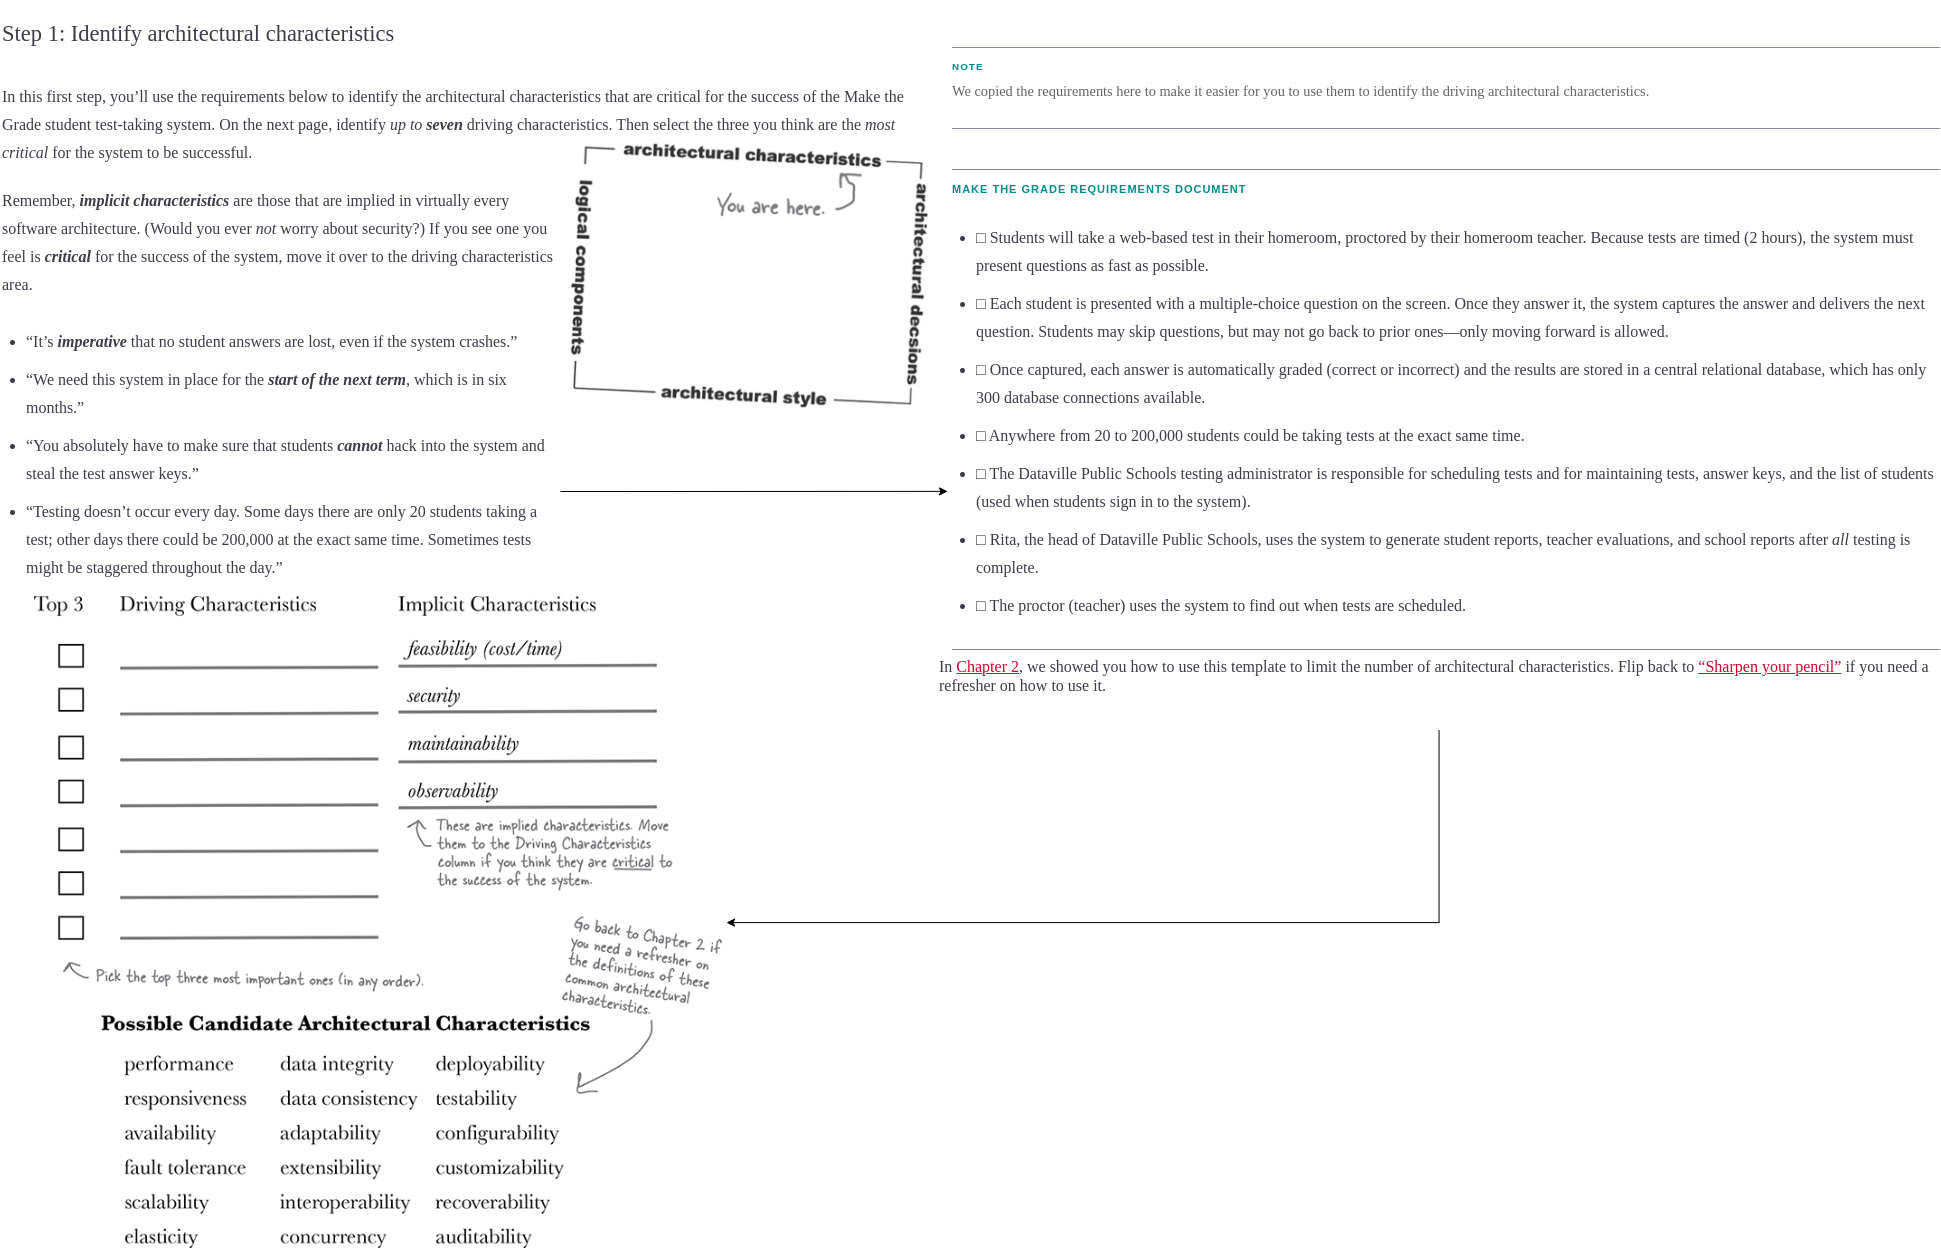 Step 1: Identify architectural characteristics
In this first step, you’ll use the requirements below to identify the architectural characteristics that are critical for the success of the Make the
Grade student test-taking system. On the next page, identify up to seven driving characteristics. Then select the three you think are the most
critical for the system to be successful.
Remember, implicit characteristics are those that are implied in virtually every
software architecture. (Would you ever not worry about security?) If you see one you
feel is critical for the success of the system, move it over to the driving characteristics
area.
“It’s imperative that no student answers are lost, even if the system crashes.”
“We need this system in place for the start of the next term, which is in six
months.”
“You absolutely have to make sure that students cannot hack into the system and
steal the test answer keys.”
“Testing doesn’t occur every day. Some days there are only 20 students taking a
test; other days there could be 200,000 at the exact same time. Sometimes tests
might be staggered throughout the day.”
architectural characteristics
You are here.
logical components
architectural decsions
architectural style
NOTE
We copied the requirements here to make it easier for you to use them to identify the driving architectural characteristics.
MAKE THE GRADE REQUIREMENTS DOCUMENT
□ Students will take a web-based test in their homeroom, proctored by their homeroom teacher. Because tests are timed (2 hours), the system must
present questions as fast as possible.
□ Each student is presented with a multiple-choice question on the screen. Once they answer it, the system captures the answer and delivers the next
question. Students may skip questions, but may not go back to prior ones—only moving forward is allowed.
□ Once captured, each answer is automatically graded (correct or incorrect) and the results are stored in a central relational database, which has only
300 database connections available.
□ Anywhere from 20 to 200,000 students could be taking tests at the exact same time.
□ The Dataville Public Schools testing administrator is responsible for scheduling tests and for maintaining tests, answer keys, and the list of students
(used when students sign in to the system).
□ Rita, the head of Dataville Public Schools, uses the system to generate student reports, teacher evaluations, and school reports after all testing is
complete.
□ The proctor (teacher) uses the system to find out when tests are scheduled.
In Chapter 2, we showed you how to use this template to limit the number of architectural characteristics. Flip back to “Sharpen your pencil” if you need a
refresher on how to use it.
Top 3 Driving Characteristics Implicit Characteristics
feasibility (cost/time)
security
maintainability
observability
These are implied characteristics. Move
them to the Driving Characteristics
column if you think they are critical to
the success of the system.
Go back to Chapter 2 if
you need a refresher on
the definitions of these
common architectural
characteristics.
Pick the top three most important ones (in any order).
Possible Candidate Architectural Characteristics
performance data integrity deployability
responsiveness data consistency testability
availability adaptability configurability
fault tolerance extensibility customizability
scalability interoperability recoverability
elasticity concurrency auditability